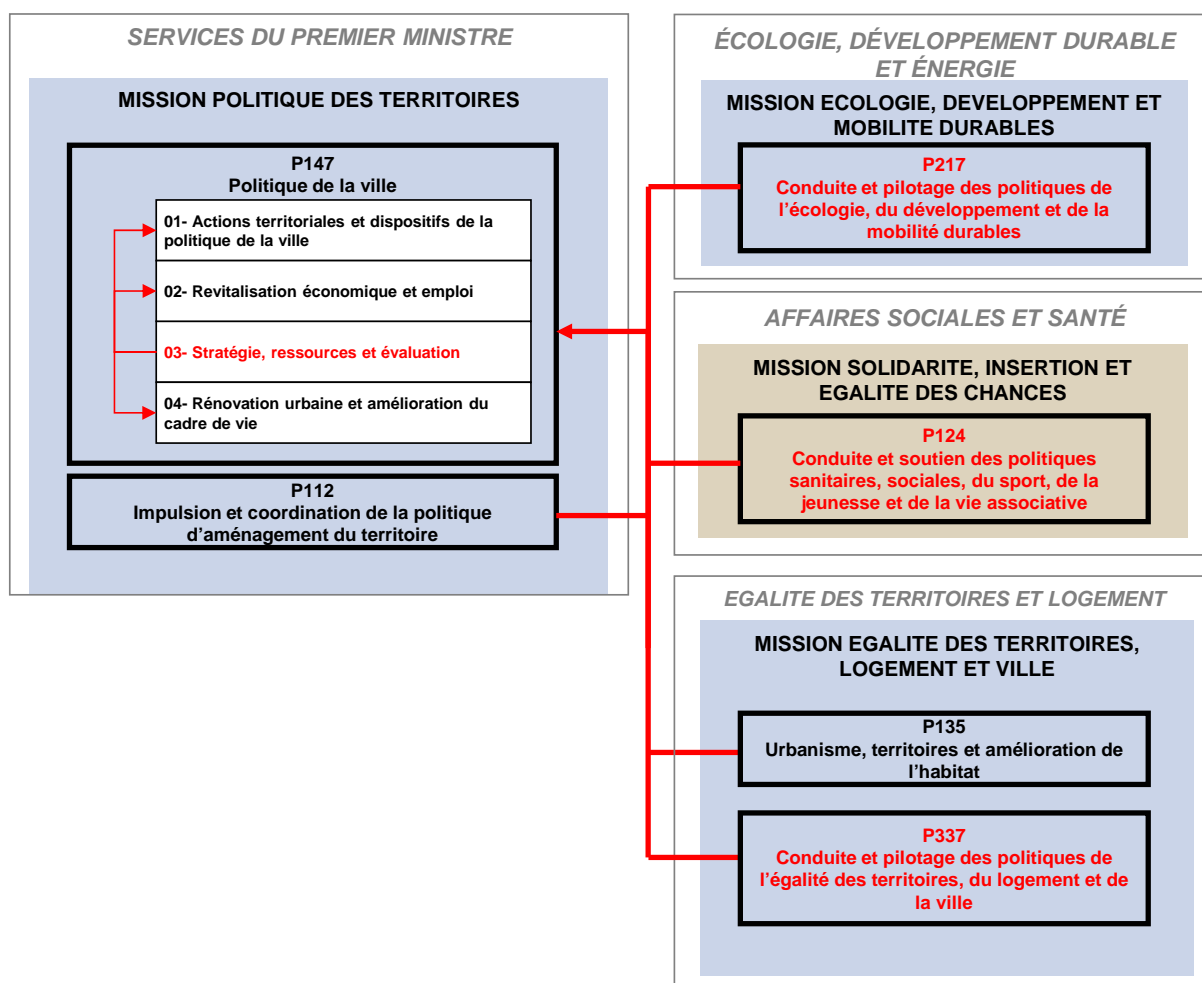 SERVICES DU PREMIER MINISTRE
MISSION POLITIQUE DES TERRITOIRES
P147
Politique de la ville
01- Actions territoriales et dispositifs de la
politique de la ville
02- Revitalisation économique et emploi
03- Stratégie, ressources et évaluation
04- Rénovation urbaine et amélioration du
cadre de vie
P112
Impulsion et coordination de la politique
d’aménagement du territoire
ÉCOLOGIE, DÉVELOPPEMENT DURABLE
ET ÉNERGIE
MISSION ECOLOGIE, DEVELOPPEMENT ET
MOBILITE DURABLES
P217
Conduite et pilotage des politiques de
l’écologie, du développement et de la
mobilité durables
AFFAIRES SOCIALES ET SANTÉ
MISSION SOLIDARITE, INSERTION ET
EGALITE DES CHANCES
P124
Conduite et soutien des politiques
sanitaires, sociales, du sport, de la
jeunesse et de la vie associative
EGALITE DES TERRITOIRES ET LOGEMENT
MISSION EGALITE DES TERRITOIRES,
LOGEMENT ET VILLE
P135
Urbanisme, territoires et amélioration de
l’habitat
P337
Conduite et pilotage des politiques de
l’égalité des territoires, du logement et de
la ville